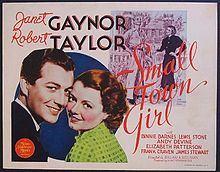 Janet GAYNOR
Robert TAYLOR
Small
Town
Girl
BINNIE BARNES LEWIS STONE
ANDY DEVINE
ELIZABETH PATTERSON
FRANK CRAVEN JAMES STEWART